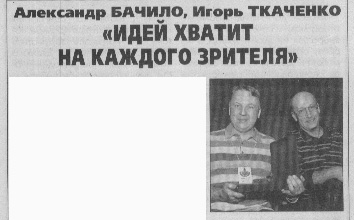 Александр БАЧИЛО, Игорь ТКАЧЕНКО
«ИДЕЙ ХВАТИТ
НА КАЖДОГО ЗРИТЕЛЯ»